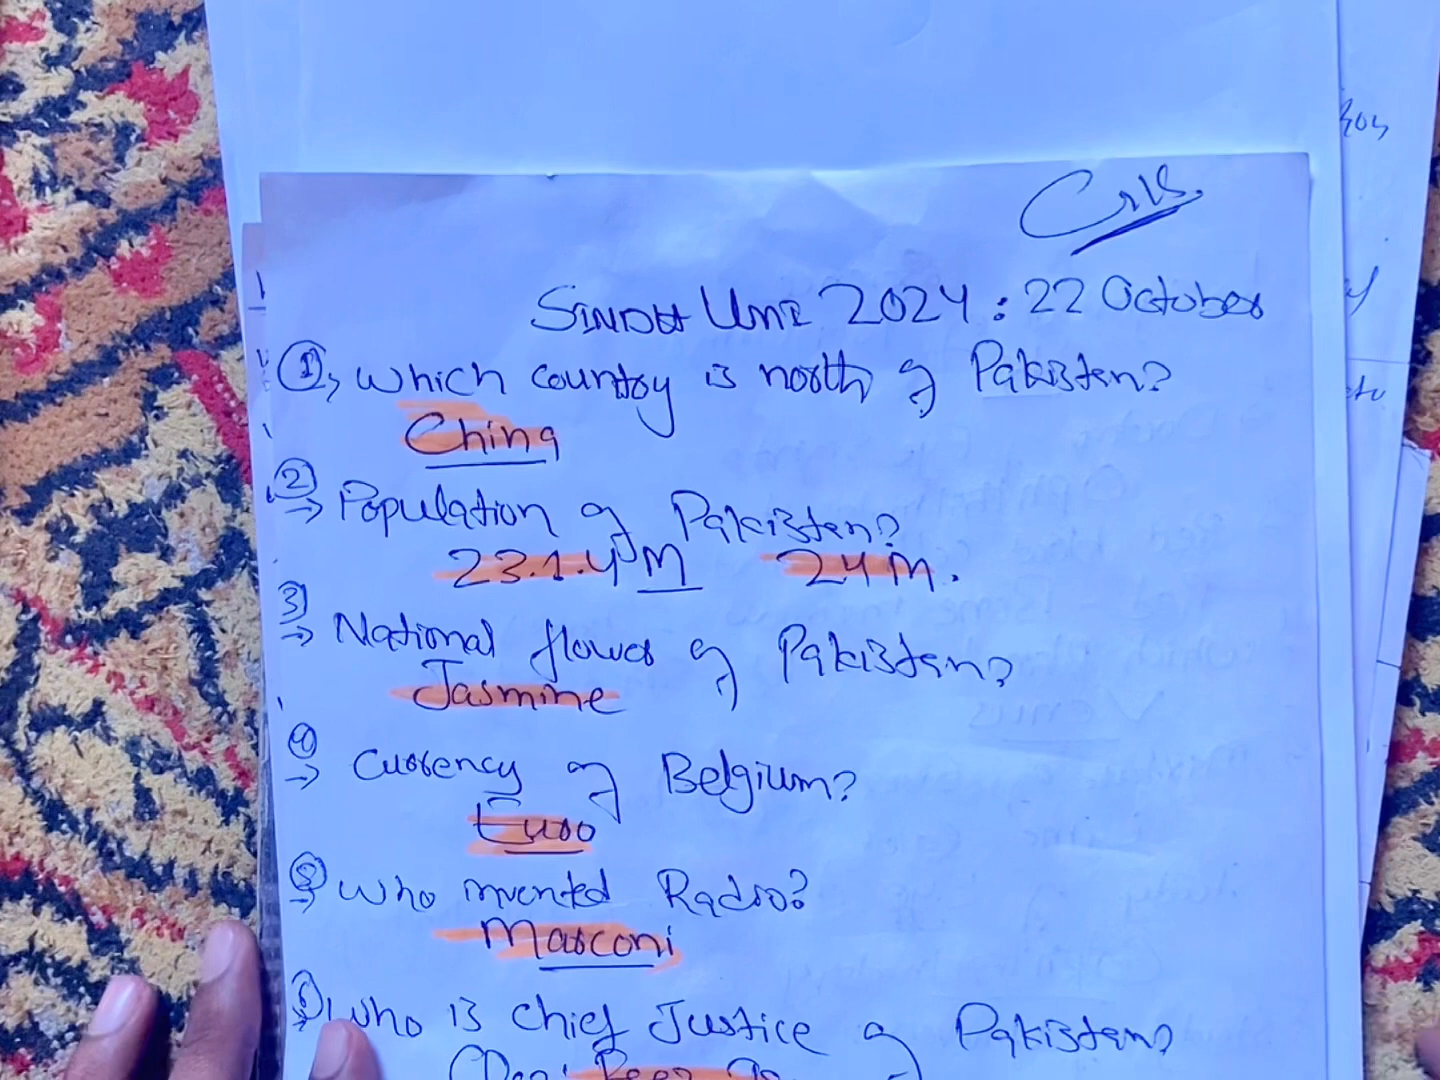 SINDH UNI 2024: 22 October
1, Which country is north of Pakistan?
China
2 → Population of Pakistan?
23.1.4 M 24 m.
3) → National flower of Pakistan?
Jasmine
4 → Currency of Belgium?
Euro
5 → Who invented Radio?
Marconi
Who is Chief Justice of Pakistan?